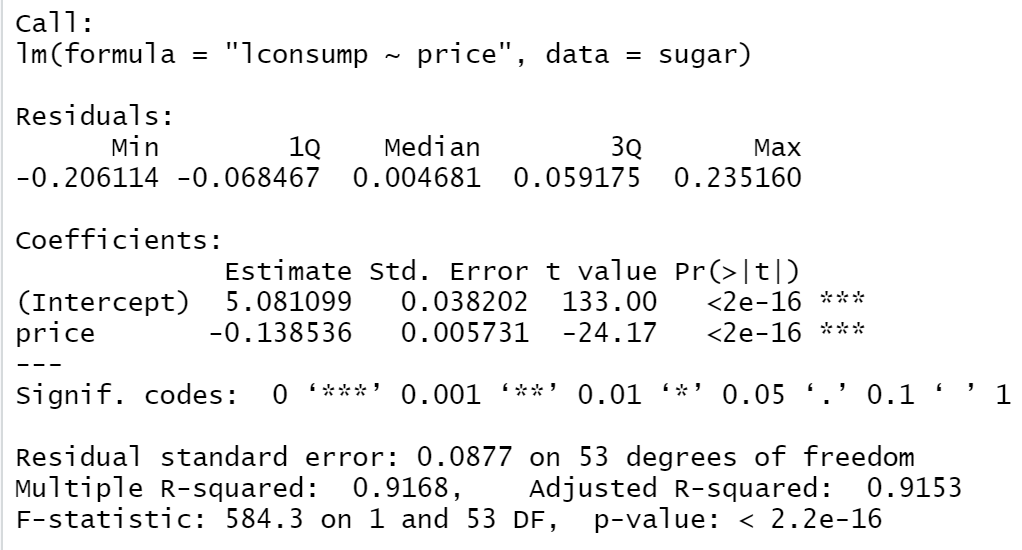 Call:
lm(formula = "lconsump ~ price", data = sugar)
Residuals:
Min 1Q Median 3Q Max
-0.206114 -0.068467 0.004681 0.059175 0.235160
Coefficients:
Estimate Std. Error t value Pr(>|t|)
(Intercept) 5.081099 0.038202 133.00 <2e-16 ***
price -0.138536 0.005731 -24.17 <2e-16 ***
---
Signif. codes: 0 ‘***’ 0.001 ‘**’ 0.01 ‘*’ 0.05 ‘.’ 0.1 ‘ ’ 1
Residual standard error: 0.0877 on 53 degrees of freedom
Multiple R-squared: 0.9168, Adjusted R-squared: 0.9153
F-statistic: 584.3 on 1 and 53 DF, p-value: < 2.2e-16